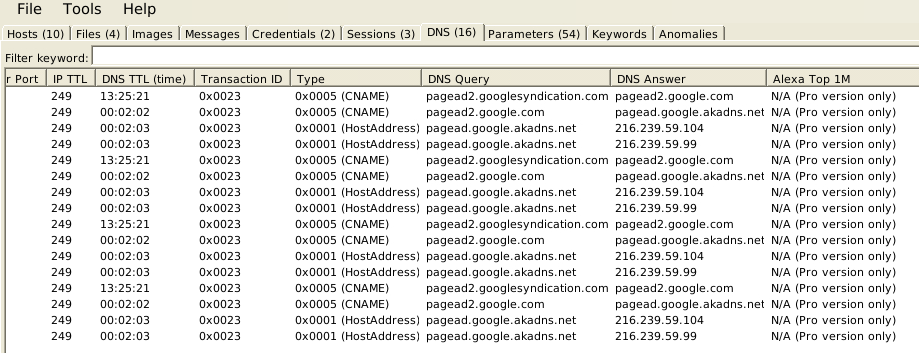 File Tools Help
Hosts (10) Files (4) Images Messages Credentials (2) Sessions (3) DNS (16) Parameters (54) Keywords Anomalies
Filter keyword:
r Port IP TTL DNS TTL (time) Transaction ID Type DNS Query DNS Answer Alexa Top 1M
249 13:25:21 0x0023 0x0005 (CNAME) pagead2.googlesyndication.com pagead2.google.com N/A (Pro version only)
249 00:02:02 0x0023 0x0005 (CNAME) pagead2.google.com pagead.google.akadns.net N/A (Pro version only)
249 00:02:03 0x0023 0x0001 (HostAddress) pagead.google.akadns.net 216.239.59.104 N/A (Pro version only)
249 00:02:03 0x0023 0x0001 (HostAddress) pagead.google.akadns.net 216.239.59.99 N/A (Pro version only)
249 13:25:21 0x0023 0x0005 (CNAME) pagead2.googlesyndication.com pagead2.google.com N/A (Pro version only)
249 00:02:02 0x0023 0x0005 (CNAME) pagead2.google.com pagead.google.akadns.net N/A (Pro version only)
249 00:02:03 0x0023 0x0001 (HostAddress) pagead.google.akadns.net 216.239.59.104 N/A (Pro version only)
249 00:02:03 0x0023 0x0001 (HostAddress) pagead.google.akadns.net 216.239.59.99 N/A (Pro version only)
249 13:25:21 0x0023 0x0005 (CNAME) pagead2.googlesyndication.com pagead2.google.com N/A (Pro version only)
249 00:02:02 0x0023 0x0005 (CNAME) pagead2.google.com pagead.google.akadns.net N/A (Pro version only)
249 00:02:03 0x0023 0x0001 (HostAddress) pagead.google.akadns.net 216.239.59.104 N/A (Pro version only)
249 00:02:03 0x0023 0x0001 (HostAddress) pagead.google.akadns.net 216.239.59.99 N/A (Pro version only)
249 13:25:21 0x0023 0x0005 (CNAME) pagead2.googlesyndication.com pagead2.google.com N/A (Pro version only)
249 00:02:02 0x0023 0x0005 (CNAME) pagead2.google.com pagead.google.akadns.net N/A (Pro version only)
249 00:02:03 0x0023 0x0001 (HostAddress) pagead.google.akadns.net 216.239.59.104 N/A (Pro version only)
249 00:02:03 0x0023 0x0001 (HostAddress) pagead.google.akadns.net 216.239.59.99 N/A (Pro version only)